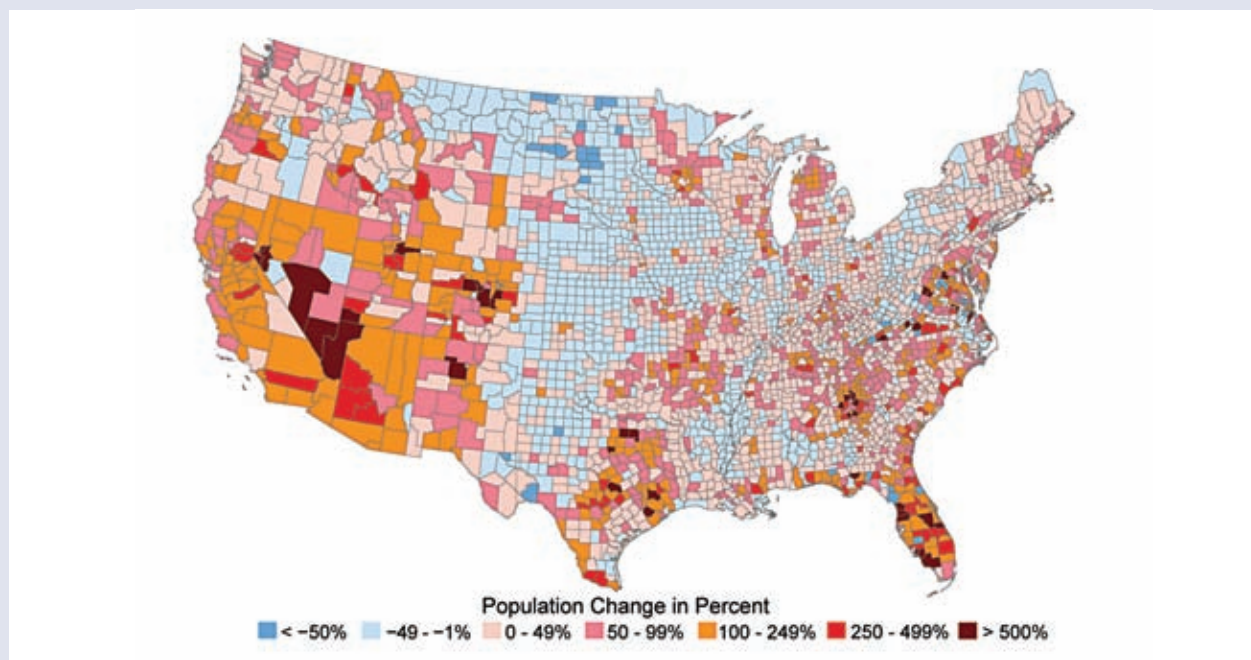 Population Change in Percent
< −50% −49 - −1% 0 - 49% 50 - 99% 100 - 249% 250 - 499% > 500%